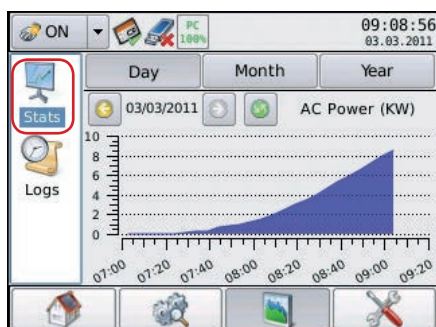 ON
PC
100%
09:08:56
03.03.2011
Day Month Year
Stats
03/03/2011 AC Power (KW)
Logs
10
8
6
4
2
0
07:00 07:20 07:40 08:00 08:20 08:40 09:00 09:20